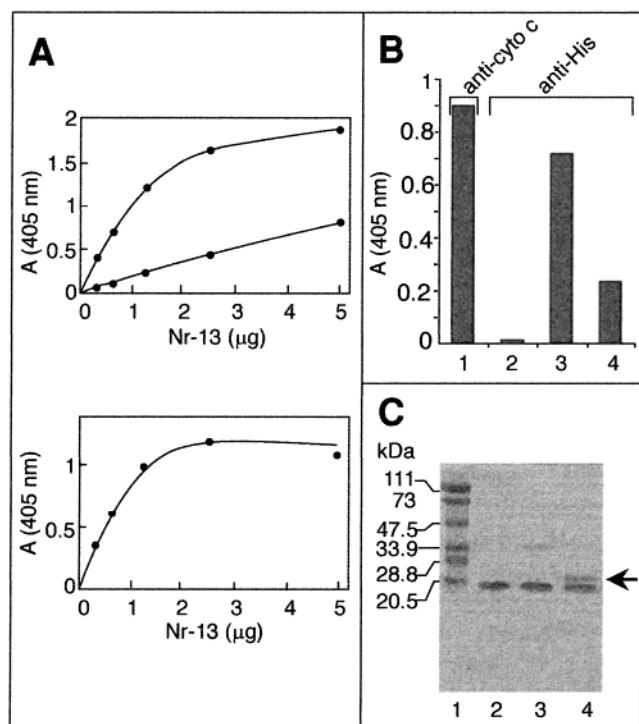 A
A (405 nm)
2
1.5
1
0.5
0
0 1 2 3 4 5
Nr-13 (µg)
A (405 nm)
1
0.5
0
0 1 2 3 4 5
Nr-13 (µg)
B
anti-cyto c
anti-His
A (405 nm)
1
0.8
0.6
0.4
0.2
0
1 2 3 4
C
kDa
111
73
47.5
33.9
28.8
20.5
1 2 3 4